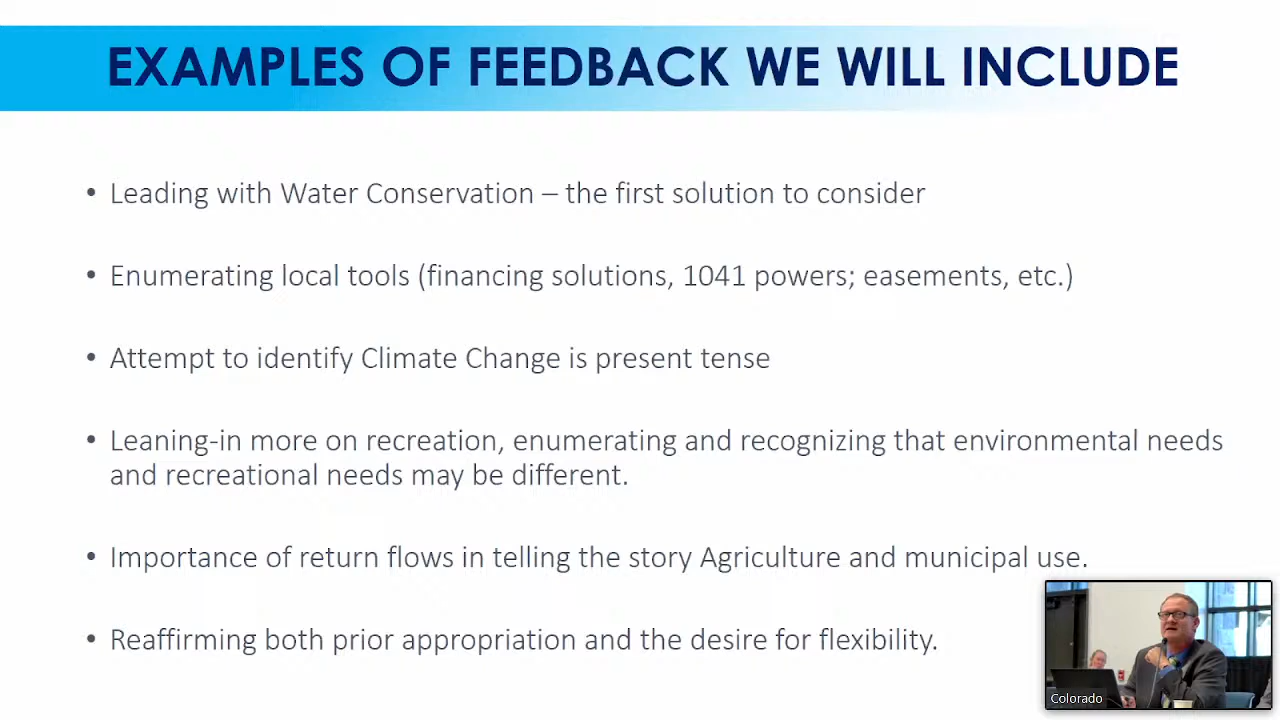 EXAMPLES OF FEEDBACK WE WILL INCLUDE
• Leading with Water Conservation – the first solution to consider
• Enumerating local tools (financing solutions, 1041 powers; easements, etc.)
• Attempt to identify Climate Change is present tense
• Leaning-in more on recreation, enumerating and recognizing that environmental needs
and recreational needs may be different.
• Importance of return flows in telling the story Agriculture and municipal use.
• Reaffirming both prior appropriation and the desire for flexibility.
Colorado